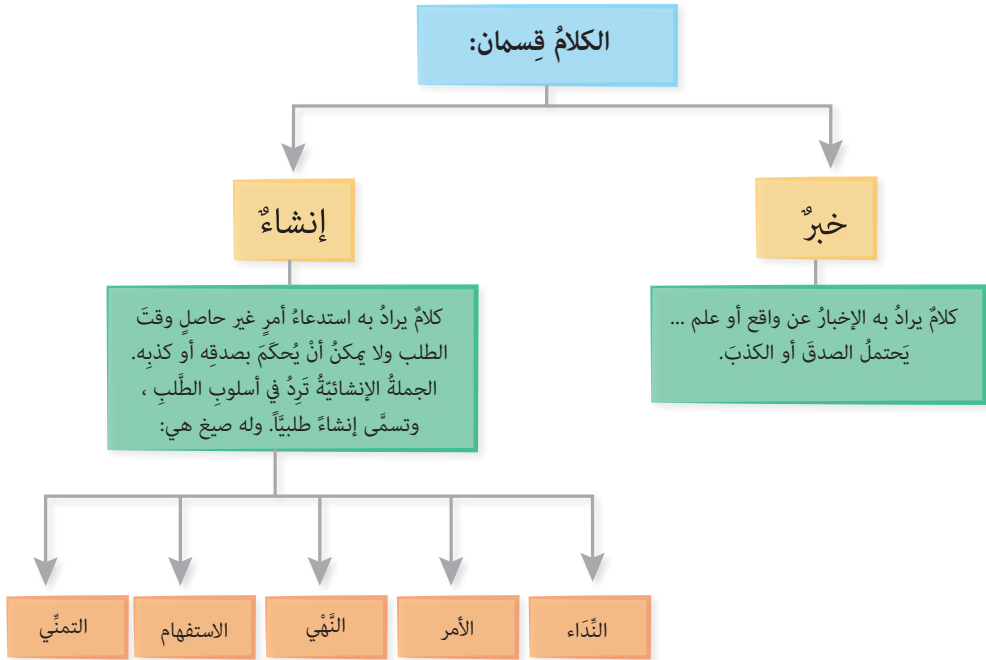 الكلامُ قِسمان:
خبرٌ
كلامٌ يرادُ به الإخبارُ عن واقع أو علم ...
يَحتملُ الصدقَ أو الكذبَ.
إنشاءٌ
كلامٌ يرادُ به استدعاءُ أمرٍ غير حاصلٍ وقتَ
الطلب ولا يمكنُ أنْ يُحكَمَ بصدقِه أو كذبِه.
الجملةُ الإنشائيّةُ تَرِدُ في أسلوبِ الطَّلبِ ،
وتسمَّى إنشاءً طلبيَّاً. وله صيغ هي:
النِّدَاء
الأمر
النَّهْي
الاستفهام
التمنِّي